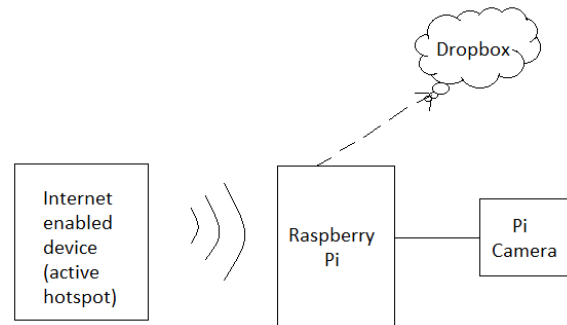 Dropbox
Internet
enabled
device
(active
hotspot)
Raspberry
Pi
Pi
Camera